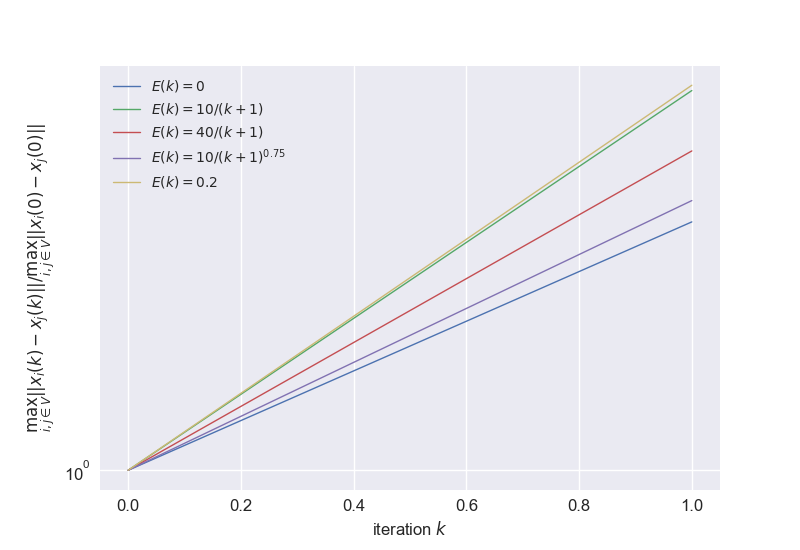 E(k) = 0
E(k) = 10/(k + 1)
E(k) = 40/(k + 1)
E(k) = 10/(k + 1)^{0.75}
E(k) = 0.2
max_{i,j∈V}||x_i(k) − x_j(k)||/max_{i,j∈V}||x_i(0) − x_j(0)||
10^0
0.0 0.2 0.4 0.6 0.8 1.0
iteration k